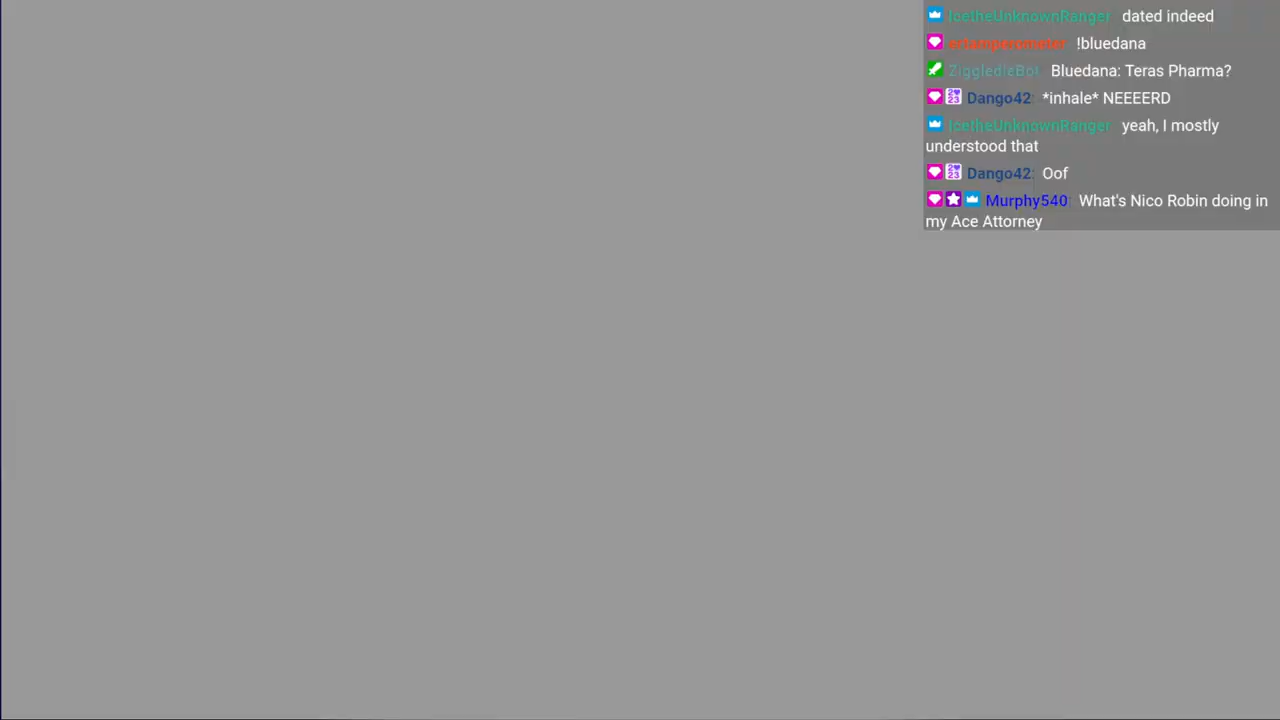 IcetheUnknownRanger: dated indeed
!bluedana
ZiggledieBot: Bluedana: Teras Pharma?
Dango42: *inhale* NEEEERD
IcetheUnknownRanger: yeah, I mostly
understood that
Dango42: Oof
Murphy540: What's Nico Robin doing in
my Ace Attorney